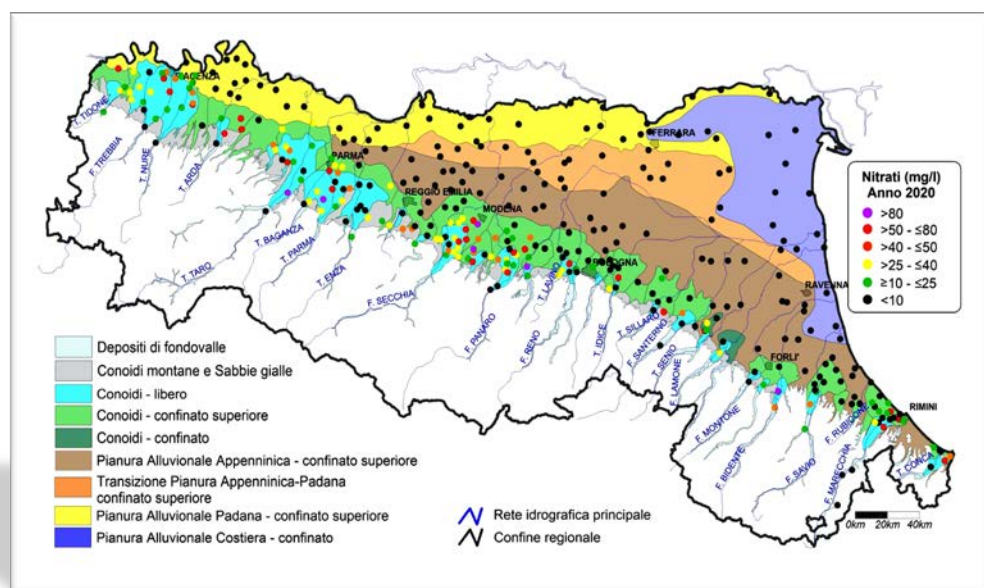 PIACENZA
T. TIDONE
F. TREBBIA
T. NURE
T. ARDA
PARMA
REGGIO EMILIA
MODENA
FERRARA
BOLOGNA
RAVENNA
FORLI'
RIMINI
T. TARO
T. BAGANZA
T. PARMA
T. ENZA
F. SECCHIA
F. PANARO
F. RENO
T. LAVINO
T. IDICE
T. SILLARO
F. SANTERNO
T. SENIO
F. LAMONE
F. MONTONE
F. BIDENTE
F. SAVIO
F. RUBICONE
F. MARECCHIA
T. CONCA
Nitrati (mg/l)
Anno 2020
>80
>50 - ≤80
>40 - ≤50
>25 - ≤40
≥10 - ≤25
<10
Depositi di fondovalle
Conoidi montane e Sabbie gialle
Conoidi - libero
Conoidi - confinato superiore
Conoidi - confinato
Pianura Alluvionale Appenninica - confinato superiore
Transizione Pianura Appenninica-Padana
confinato superiore
Pianura Alluvionale Padana - confinato superiore
Pianura Alluvionale Costiera - confinato
Rete idrografica principale
Confine regionale
0km 20km 40km